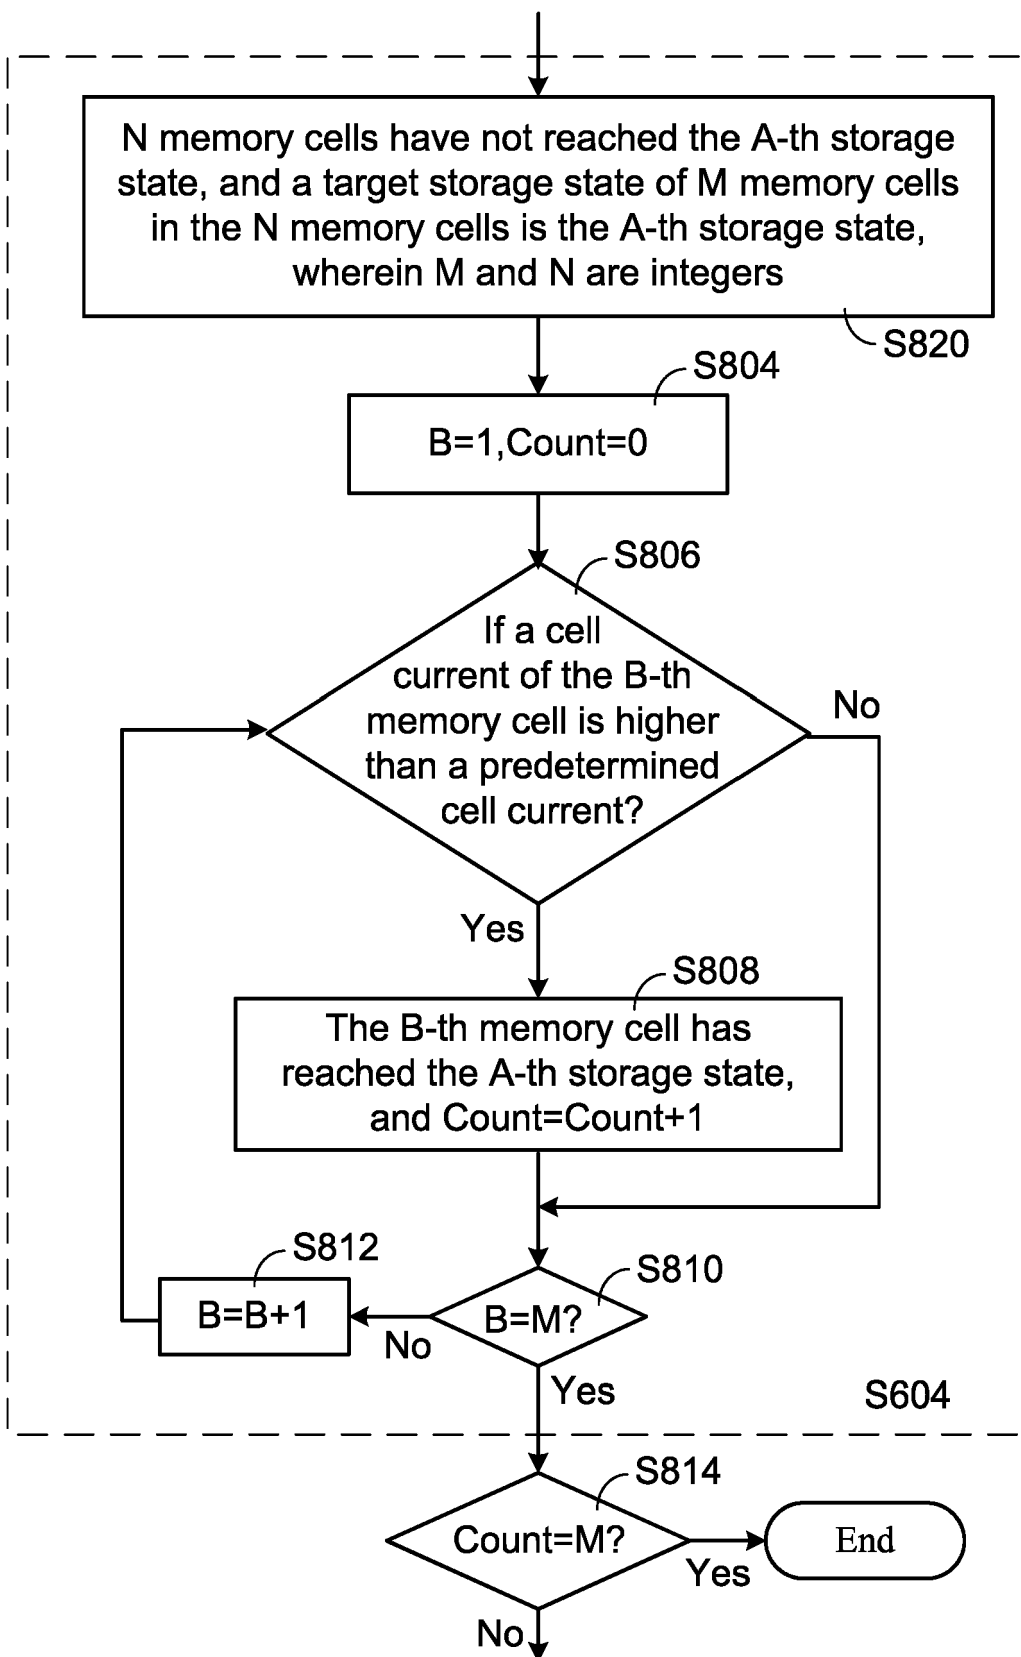 N memory cells have not reached the A-th storage
state, and a target storage state of M memory cells
in the N memory cells is the A-th storage state,
wherein M and N are integers
S820
S804
B=1,Count=0
S806
If a cell
current of the B-th
memory cell is higher
than a predetermined
cell current?
No
Yes
S808
The B-th memory cell has
reached the A-th storage state,
and Count=Count+1
S812
B=B+1
No
S810
B=M?
Yes
S604
S814
Count=M?
Yes
End
No